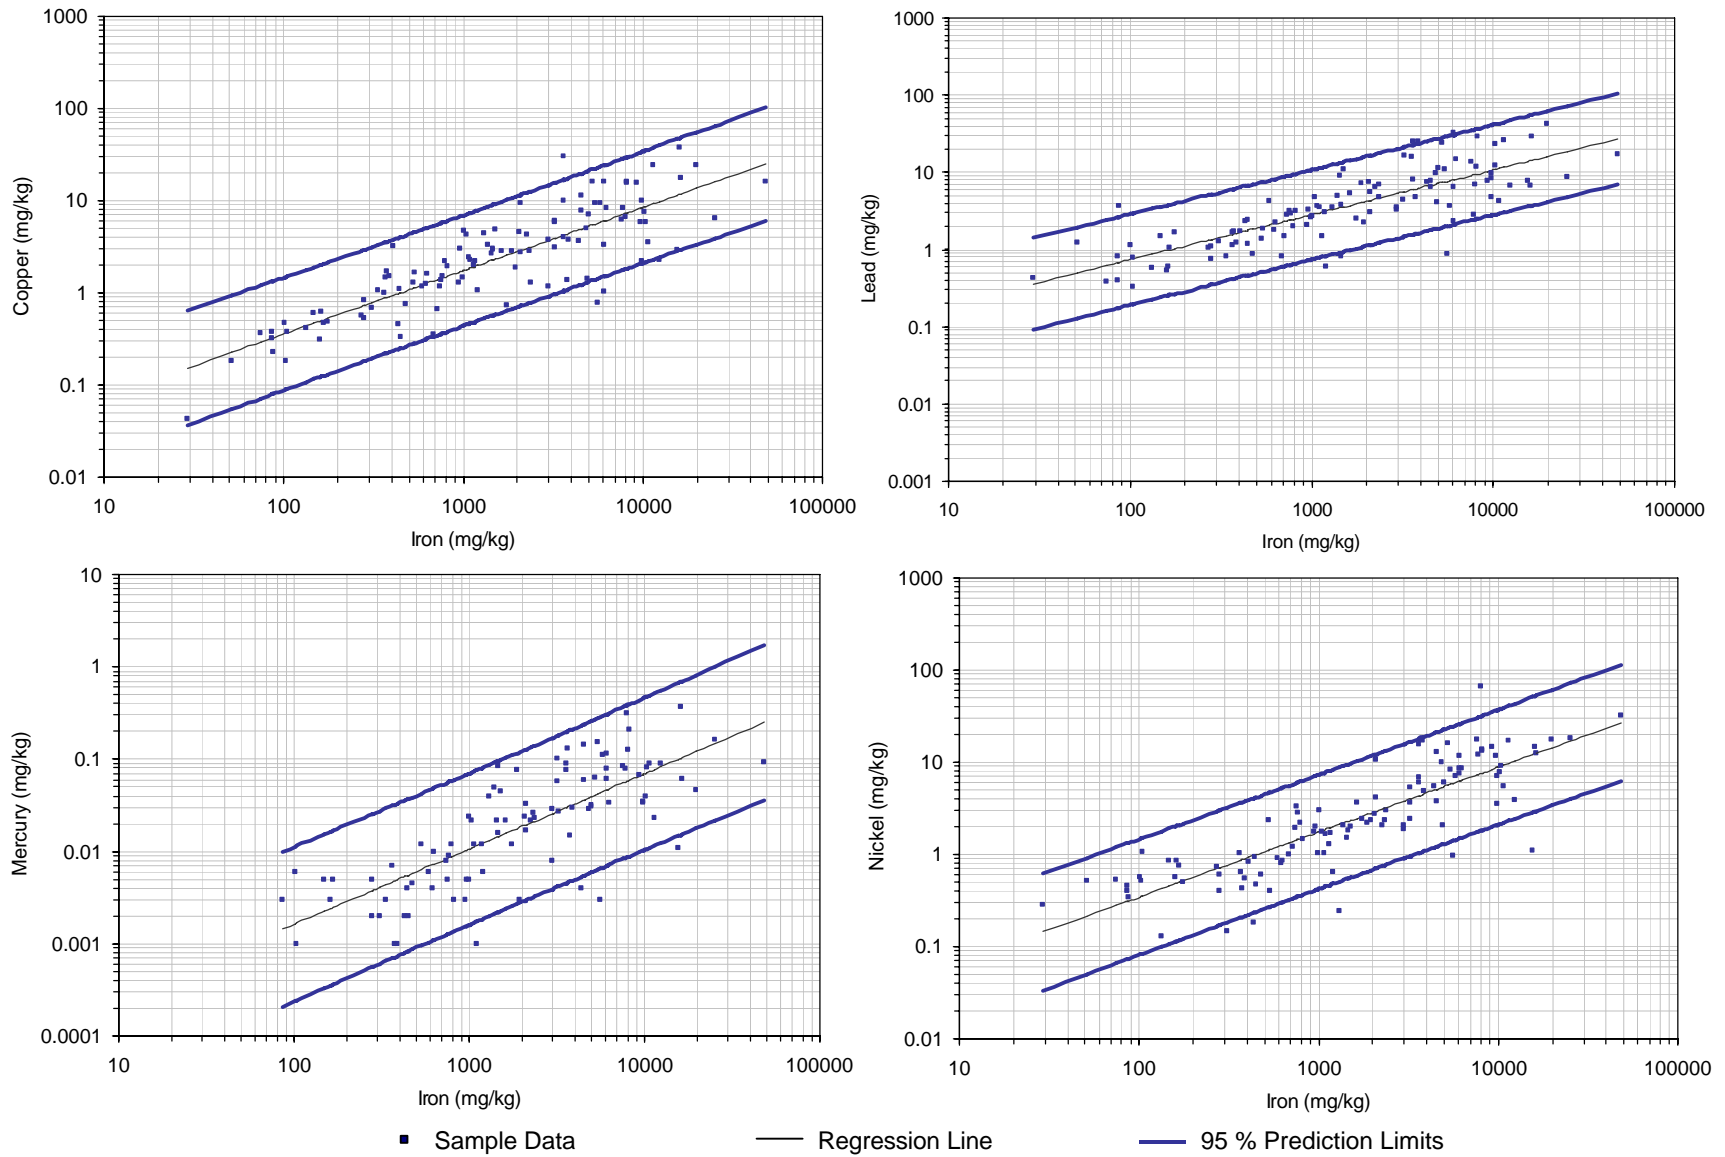 1000
100
10
1
0.1
0.01
Copper (mg/kg)
10 100 1000 10000 100000
Iron (mg/kg)
1000
100
10
1
0.1
0.01
0.001
Lead (mg/kg)
10 100 1000 10000 100000
Iron (mg/kg)
10
1
0.1
0.01
0.001
0.0001
Mercury (mg/kg)
10 100 1000 10000 100000
Iron (mg/kg)
1000
100
10
1
0.1
0.01
Nickel (mg/kg)
10 100 1000 10000 100000
Iron (mg/kg)
Sample Data Regression Line 95 % Prediction Limits